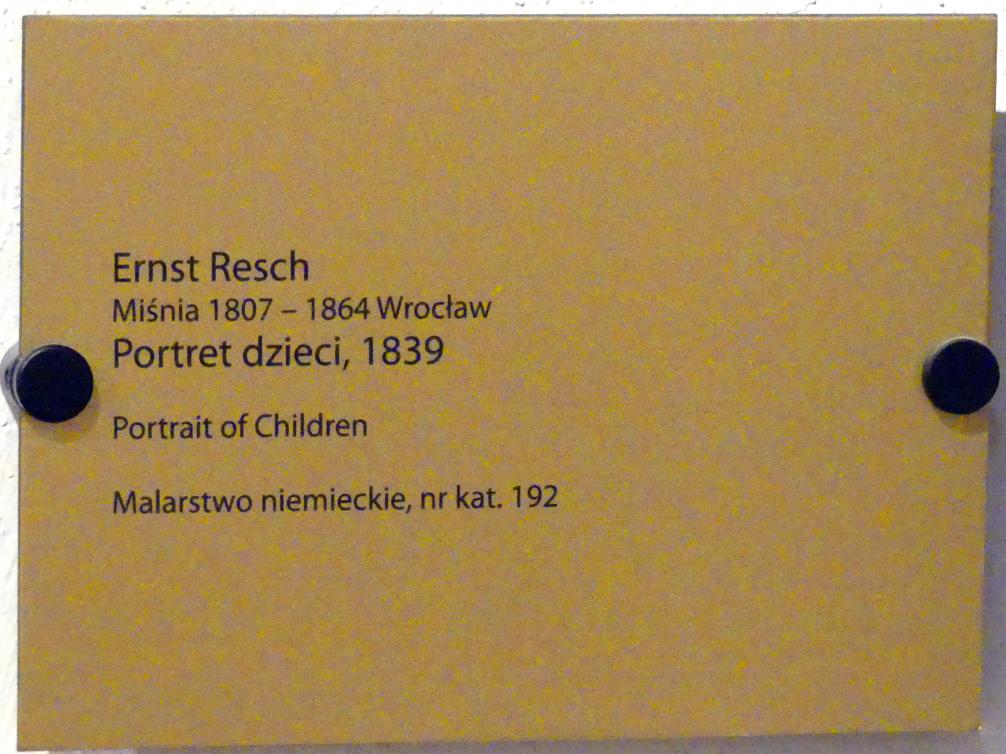 Ernst Resch
Miśnia 1807 – 1864 Wrocław
Portret dzieci, 1839
Portrait of Children
Malarstwo niemieckie, nr kat. 192